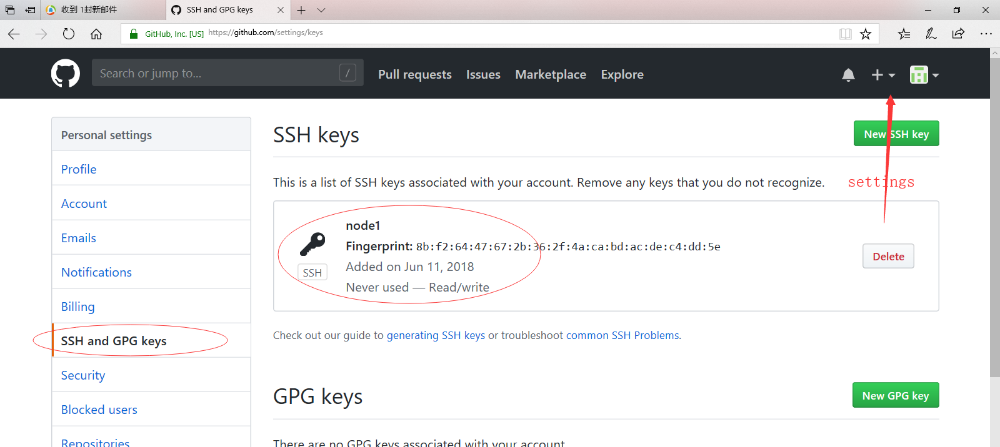 收到 1封新邮件
SSH and GPG keys
GitHub, Inc. [US] https://github.com/settings/keys
Search or jump to...
/
Pull requests
Issues
Marketplace
Explore
Personal settings
Profile
Account
Emails
Notifications
Billing
SSH and GPG keys
Security
Blocked users
Repositories
SSH keys
New SSH key
This is a list of SSH keys associated with your account. Remove any keys that you do not recognize.
settings
node1
Fingerprint: 8b:f2:64:47:67:2b:36:2f:4a:ca:bd:ac:de:c4:dd:5e
SSH
Added on Jun 11, 2018
Never used — Read/write
Delete
Check out our guide to generating SSH keys or troubleshoot common SSH Problems.
GPG keys
New GPG key
There are no GPG keys associated with your account